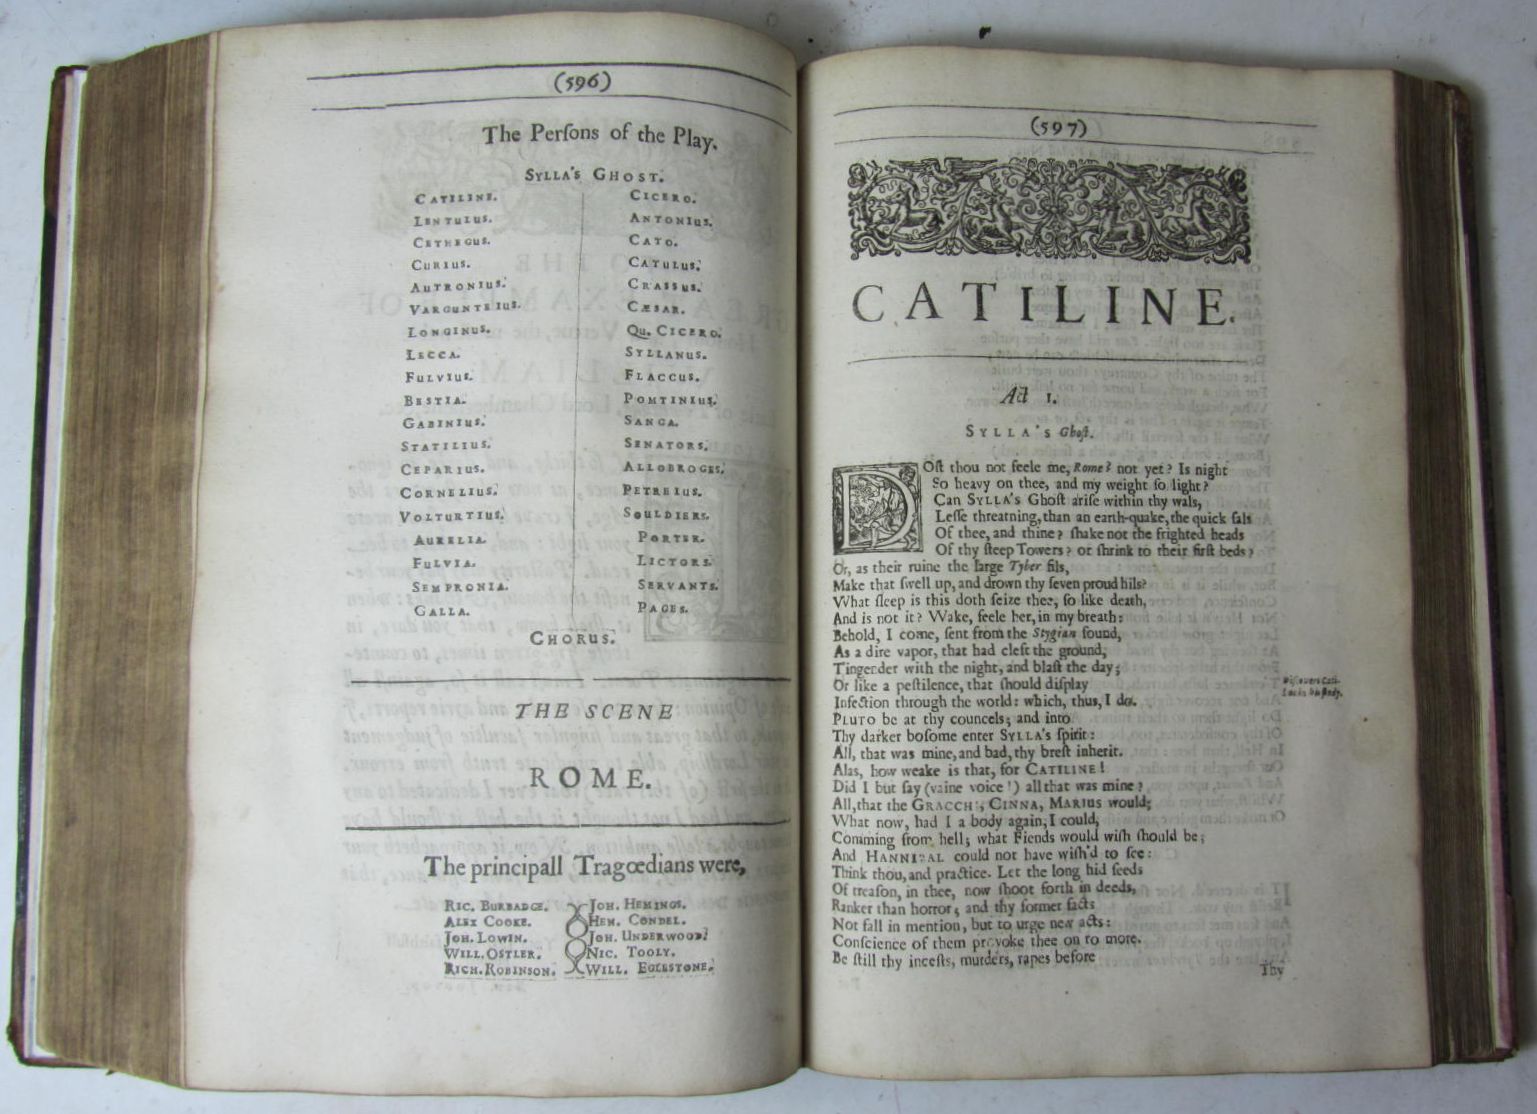 (596)
The Perſons of the Play.
SYLLA'S GHOST.
CATILINE.
LENTULUS.
CETHEGUS.
CURIUS.
AUTRONIUS.
VARGUNTEIUS.
LONGINUS.
LECCA.
FULVIUS.
BESTIA.
GABINIUS.
STATILIUS.
CEPARIUS.
CORNELIUS.
VOLTURTIUS.
AURELIA.
FULVIA.
SEMPRONIA.
GALLA.
CICERO.
ANTONIUS.
CATO.
CATULUS.
CRASSUS.
CÆSAR.
QU. CICERO.
SYLLANUS.
FLACCUS.
POMTINIUS.
SANGA.
SENATORS.
ALLOBROGES.
PETREIUS.
SOULDIERS.
PORTER.
LICTORS.
SERVANTS.
PAGES.
CHORUS.
THE SCENE
ROME.
The principall Tragœdians were,
RIC. BURBADGE.
ALEX COOKE.
JOH. LOWIN.
WILL. OSTLER.
RICH. ROBINSON.
JOH. HEMINGS.
HEN. CONDEL.
JOH. UNDERWOOD.
NIC. TOOLY.
WILL. EGLESTONE.
(597)
CATILINE.
Act I.
SYLLA'S Ghoſt.
DOſt thou not feele me, Rome? not yet? Is night
So heavy on thee, and my weight ſo light?
Can SYLLA'S Ghoſt ariſe within thy wals,
Leſſe threatning, than an earth-quake, the quick fals
Of thee, and thine? ſhake not the frighted heads
Of thy ſteep Towers? or ſhrink to their firſt beds?
Or, as their ruine the large Tyber fils,
Make that ſwell up, and drown thy ſeven proud hils?
What ſleep is this doth ſeize thee, ſo like death,
And is not it? Wake, feele her, in my breath:
Behold, I come, ſent from the Stygian ſound,
As a dire vapor, that had cleft the ground,
T'ingender with the night, and blaſt the day;
Or like a peſtilence, that ſhould diſplay
Infection through the world: which, thus, I do.
PLUTO be at thy councels; and into
Thy darker boſome enter SYLLA'S ſpirit:
All, that was mine, and bad, thy breſt inherit.
Alas, how weake is that, for CATILINE!
Did I but ſay (vaine voice!) all that was mine?
All, that the GRACCHI, CINNA, MARIUS would;
What now, had I a body again, I could,
Comming from hell; what Fiends would wiſh ſhould be;
And HANNIBAL could not have wiſh'd to ſee:
Think thou, and practice. Let the long hid ſeeds
Of treaſon, in thee, now ſhoot forth in deeds,
Ranker than horror; and thy former facts
Not fall in mention, but to urge new acts:
Conſcience of them provoke thee on to more.
Be ſtill thy inceſts, murders, rapes before
Thy
Diſcovers Cati-
line in his ſtudy.